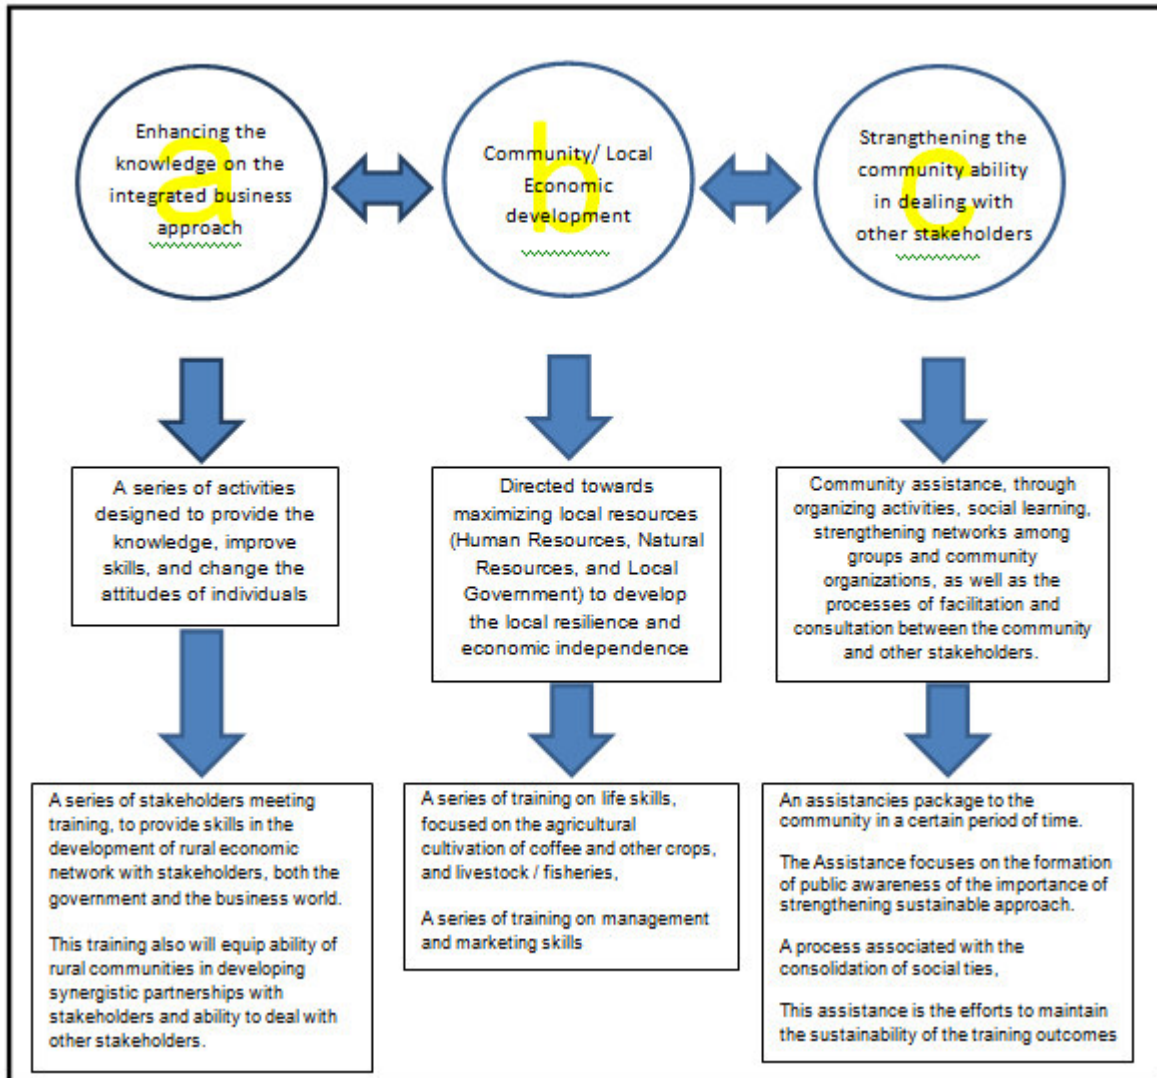 Enhancing the
knowledge on the
integrated business
approach
a
Community/ Local
Economic
development
b
Strangthening the
community ability
in dealing with
other stakeholders
c
A series of activities
designed to provide the
knowledge, improve
skills, and change the
attitudes of individuals
Directed towards
maximizing local resources
(Human Resources, Natural
Resources, and Local
Government) to develop
the local resilience and
economic independence
Community assistance, through
organizing activities, social learning,
strengthening networks among
groups and community
organizations, as well as the
processes of facilitation and
consultation between the community
and other stakeholders.
A series of stakeholders meeting
training, to provide skills in the
development of rural economic
network with stakeholders, both the
government and the business world.
This training also will equip ability of
rural communities in developing
synergistic partnerships with
stakeholders and ability to deal with
other stakeholders.
A series of training on life skills,
focused on the agricultural
cultivation of coffee and other crops,
and livestock / fisheries,
A series of training on management
and marketing skills
An assistancies package to the
community in a certain period of time.
The Assistance focuses on the formation
of public awareness of the importance of
strengthening sustainable approach.
A process associated with the
consolidation of social ties,
This assistance is the efforts to maintain
the sustainability of the training outcomes